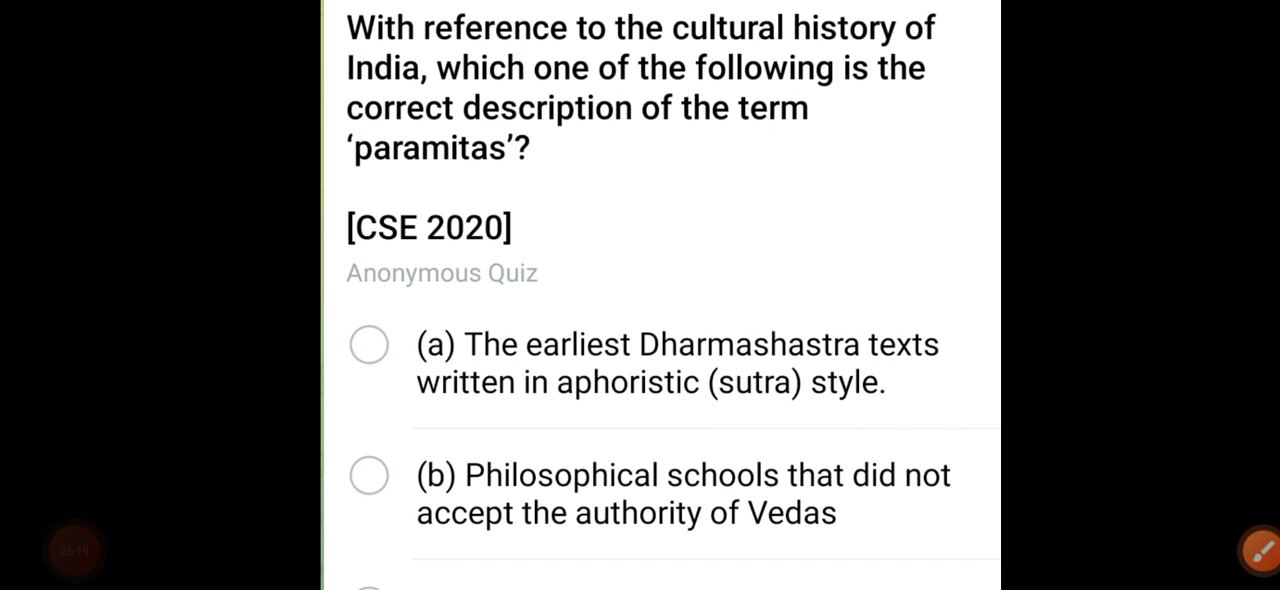 With reference to the cultural history of
India, which one of the following is the
correct description of the term
‘paramitas’?
[CSE 2020]
Anonymous Quiz
(a) The earliest Dharmashastra texts
written in aphoristic (sutra) style.
(b) Philosophical schools that did not
accept the authority of Vedas
26:19